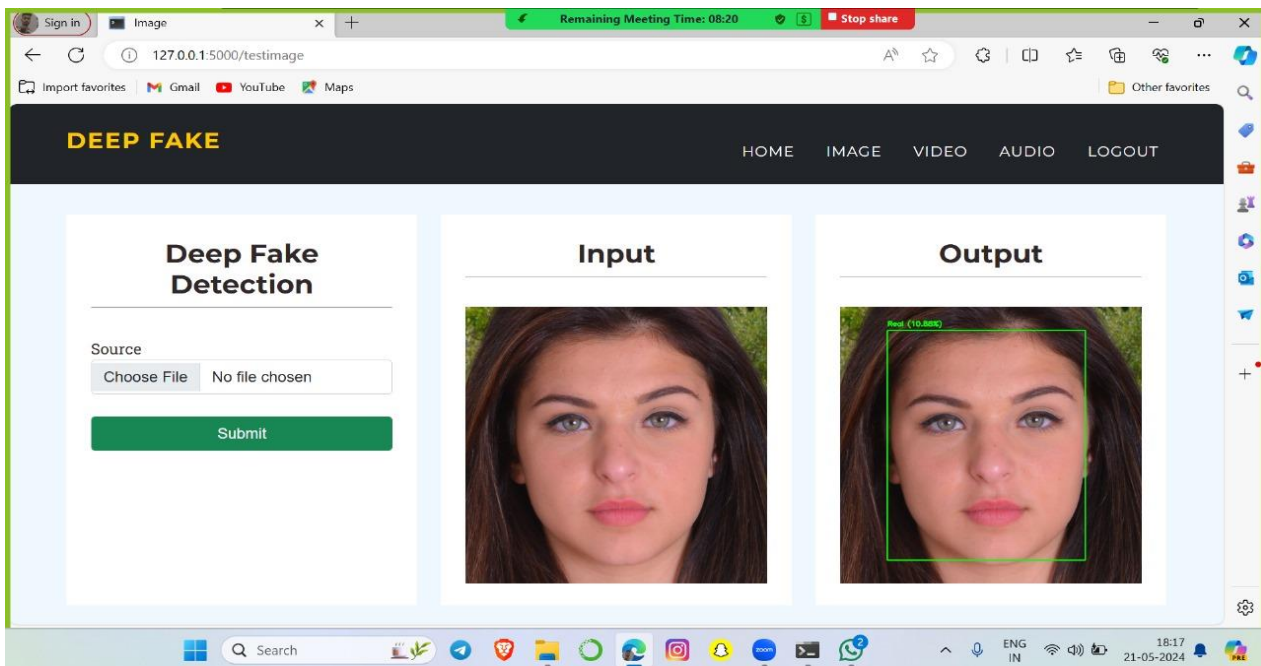 Sign in
Image
Remaining Meeting Time: 08:20
Stop share
127.0.0.1:5000/testimage
Import favorites
Gmail
YouTube
Maps
Other favorites
DEEP FAKE
HOME
IMAGE
VIDEO
AUDIO
LOGOUT
Deep Fake
Detection
Source
Choose File
No file chosen
Submit
Input
Output
Real (10.88%)
Search
2
ENG
IN
18:17
21-05-2024
PRE